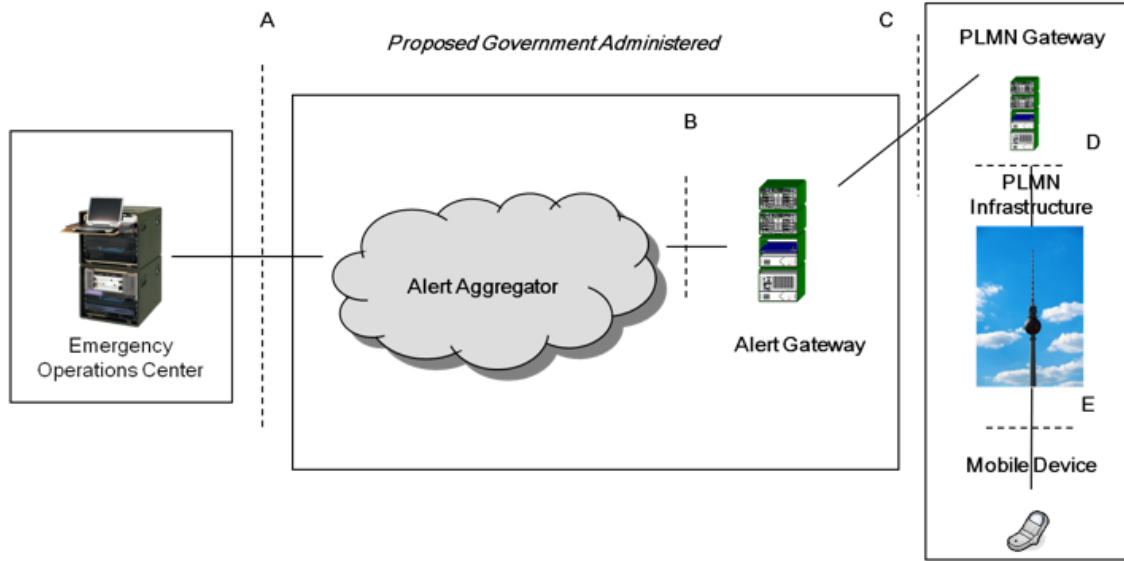 A
Proposed Government Administered
C
PLMN Gateway
B
D
PLMN
Infrastructure
Alert Aggregator
Emergency
Operations Center
Alert Gateway
E
Mobile Device